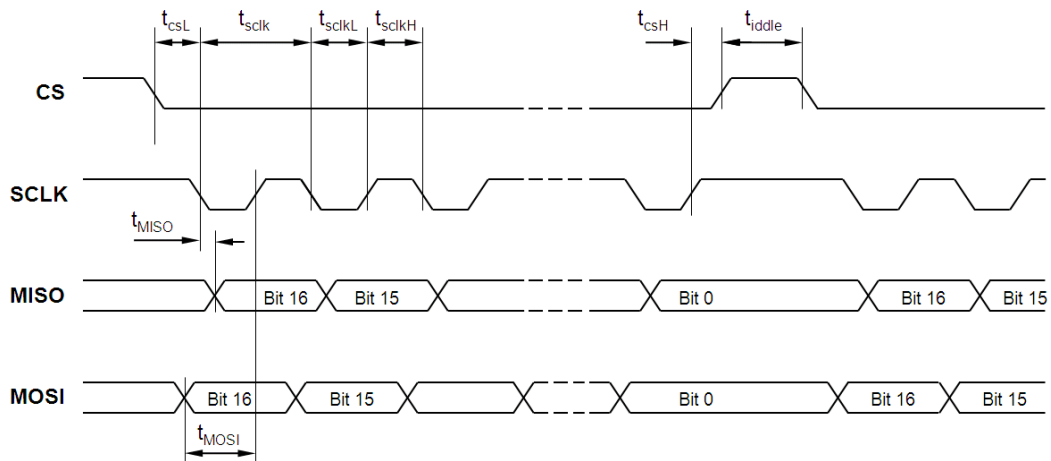 tcsL tsclk tsclkL tsclkH tcsH tiddle
CS
SCLK
tMISO
MISO Bit 16 Bit 15 Bit 0 Bit 16 Bit 15
MOSI Bit 16 Bit 15 Bit 0 Bit 16 Bit 15
tMOSI